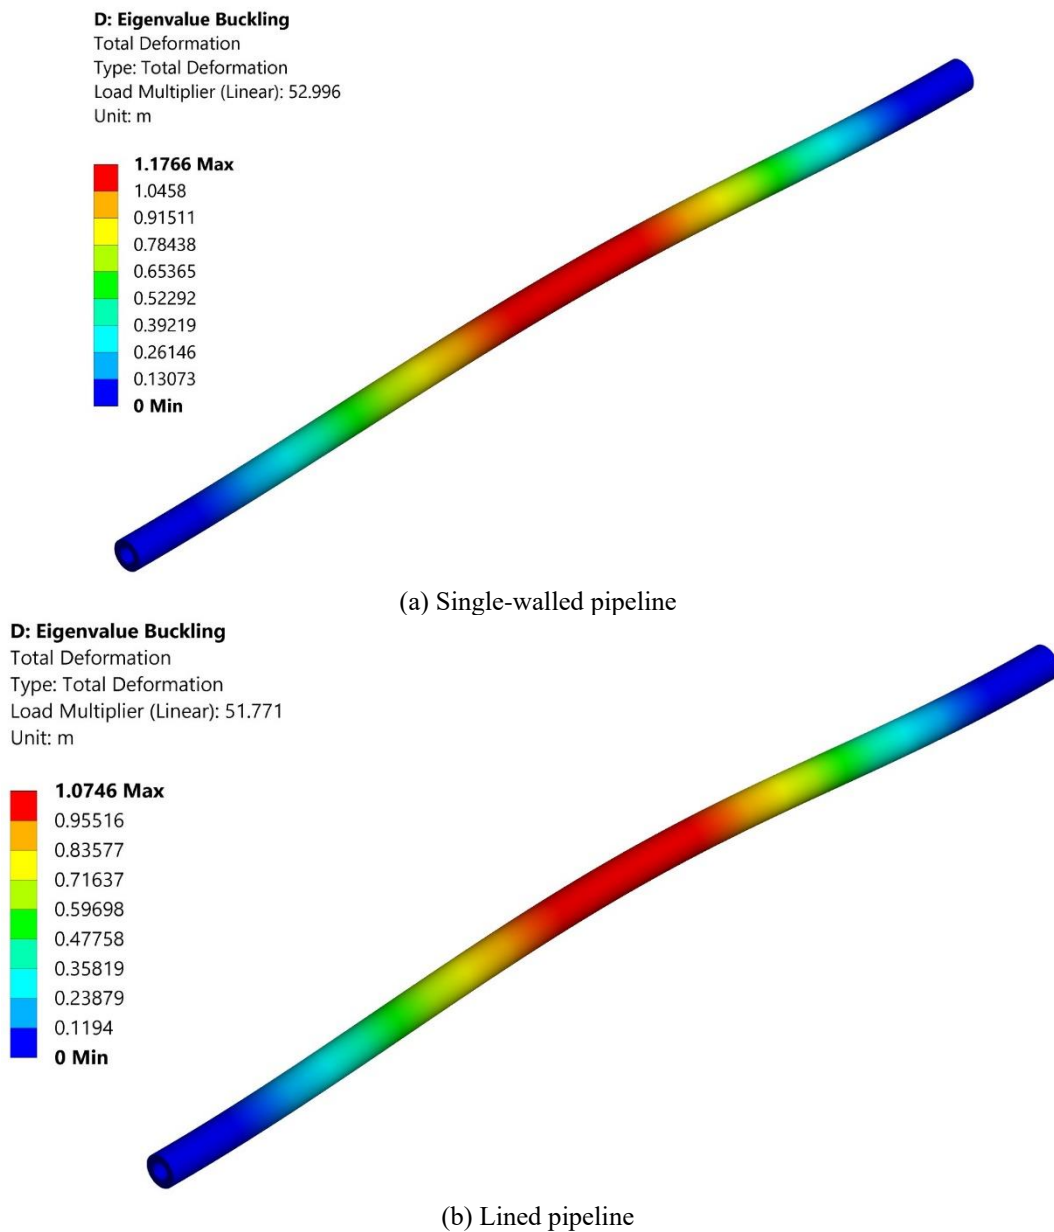 D: Eigenvalue Buckling
Total Deformation
Type: Total Deformation
Load Multiplier (Linear): 52.996
Unit: m
1.1766 Max
1.0458
0.91511
0.78438
0.65365
0.52292
0.39219
0.26146
0.13073
0 Min
(a) Single-walled pipeline
D: Eigenvalue Buckling
Total Deformation
Type: Total Deformation
Load Multiplier (Linear): 51.771
Unit: m
1.0746 Max
0.95516
0.83577
0.71637
0.59698
0.47758
0.35819
0.23879
0.1194
0 Min
(b) Lined pipeline